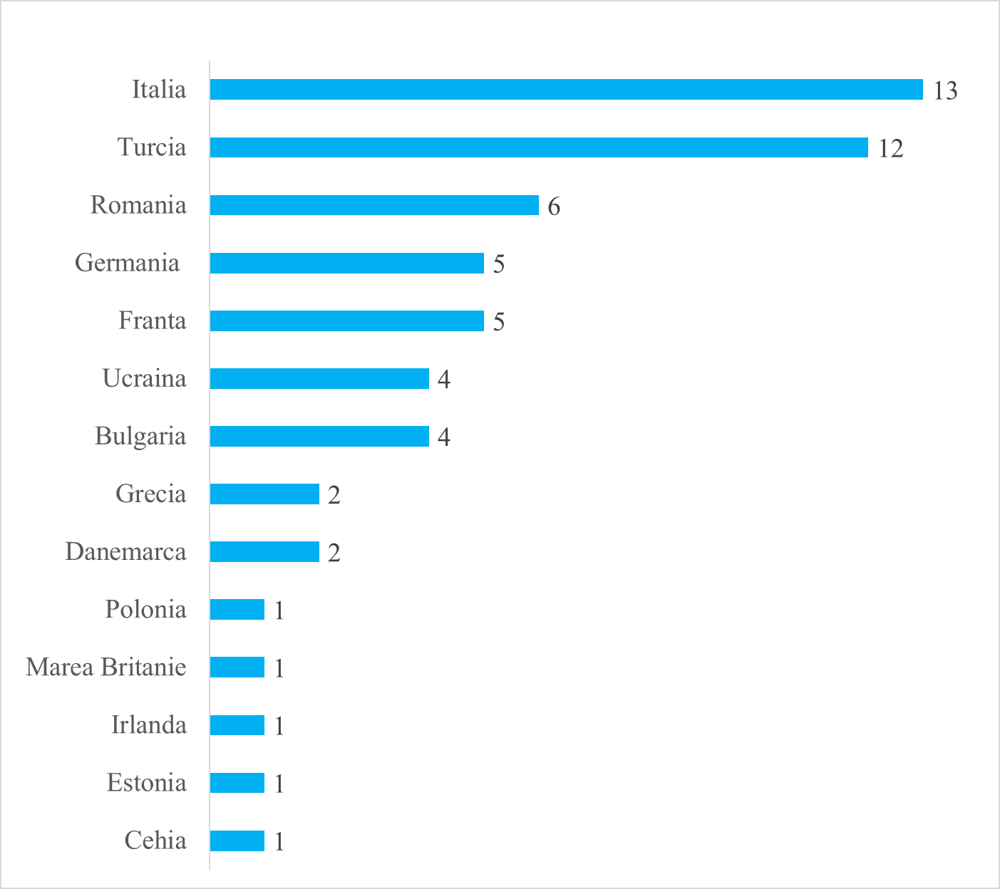 Italia 13
Turcia 12
Romania 6
Germania 5
Franta 5
Ucraina 4
Bulgaria 4
Grecia 2
Danemarca 2
Polonia 1
Marea Britanie 1
Irlanda 1
Estonia 1
Cehia 1